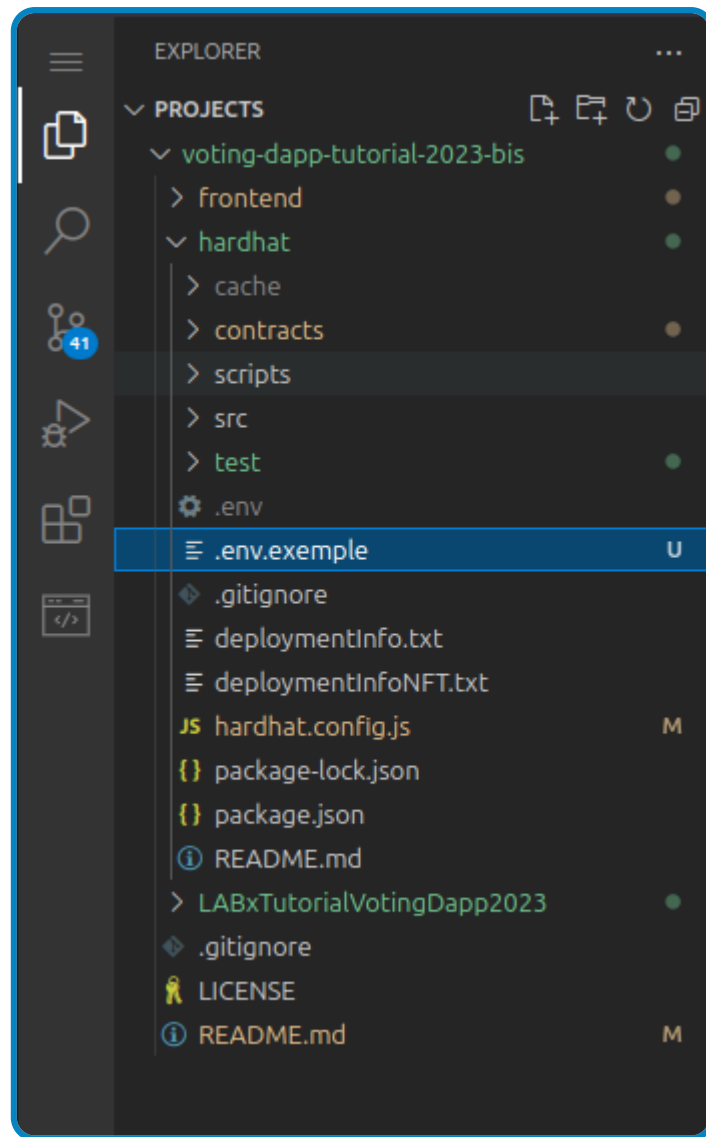 EXPLORER
PROJECTS
voting-dapp-tutorial-2023-bis
frontend
hardhat
cache
contracts
41
scripts
src
test
.env
.env.exemple U
.gitignore
deploymentInfo.txt
deploymentInfoNFT.txt
JS hardhat.config.js M
{} package-lock.json
{} package.json
README.md
LABxTutorialVotingDapp2023
.gitignore
LICENSE
README.md M